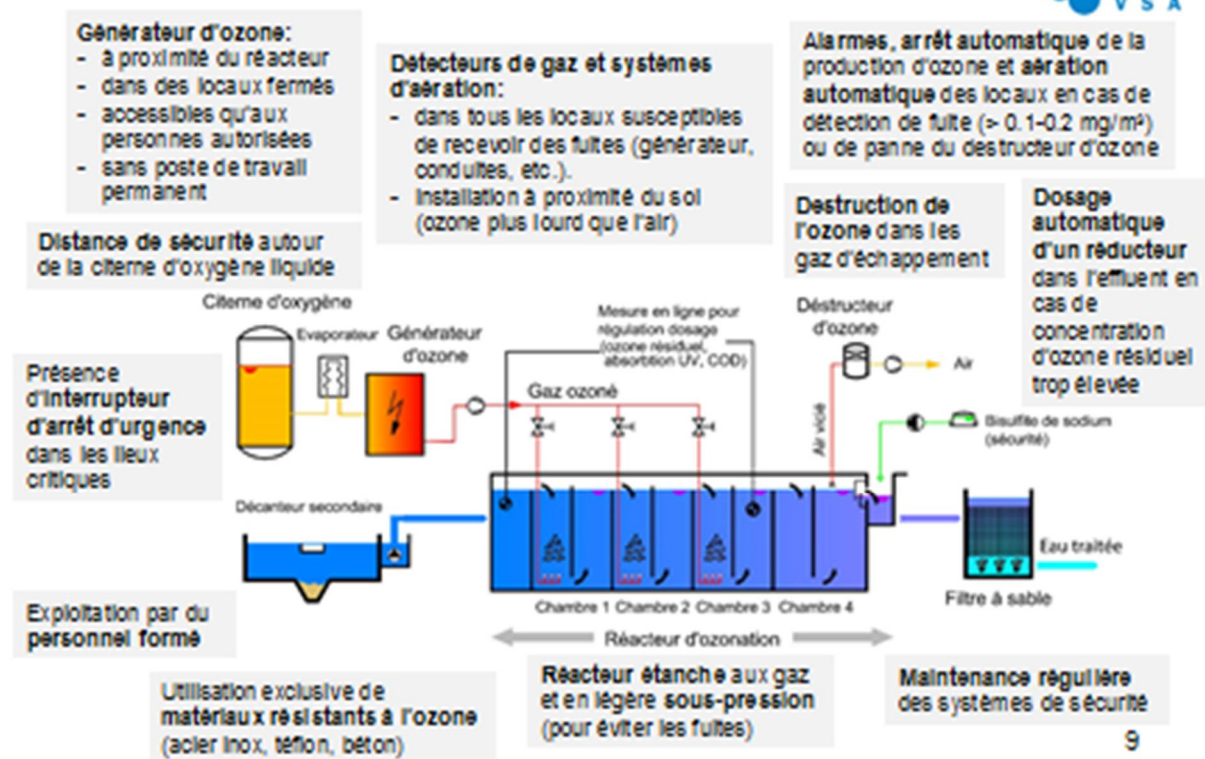 VSA
Générateur d'ozone:
- à proximité du réacteur
- dans des locaux fermés
- accessibles qu'aux
personnes autorisées
- sans poste de travail
permanent
Détecteurs de gaz et systèmes
d'aération:
- dans tous les locaux susceptibles
de recevoir des fuites (générateur,
conduites, etc.).
- Installation à proximité du sol
(ozone plus lourd que l'air)
Alarmes, arrêt automatique de la
production d'ozone et aération
automatique des locaux en cas de
détection de fuite (> 0.1-0.2 mg/m³)
ou de panne du destructeur d'ozone
Distance de sécurité autour
de la citerne d'oxygène liquide
Destruction de
l'ozone dans les
gaz d'échappement
Dosage
automatique
d'un réducteur
dans l'effluent en
cas de
concentration
d'ozone résiduel
trop élevée
Présence
d'interrupteur
d'arrêt d'urgence
dans les lieux
critiques
Citerne d'oxygène
Evaporateur
Générateur
d'ozone
Mesure en ligne pour
régulation dosage
(ozone résiduel,
absorbtion UV, COD)
Gaz ozoné
Déstructeur
d'ozone
Air
Air vicié
Bisulfite de sodium
(sécurité)
Décanteur secondaire
Chambre 1 Chambre 2 Chambre 3 Chambre 4
Réacteur d'ozonation
Eau traitée
Filtre à sable
Exploitation par du
personnel formé
Utilisation exclusive de
matériaux résistants à l'ozone
(acier inox, téflon, béton)
Réacteur étanche aux gaz
et en légère sous-pression
(pour éviter les fuites)
Maintenance régulière
des systèmes de sécurité
9